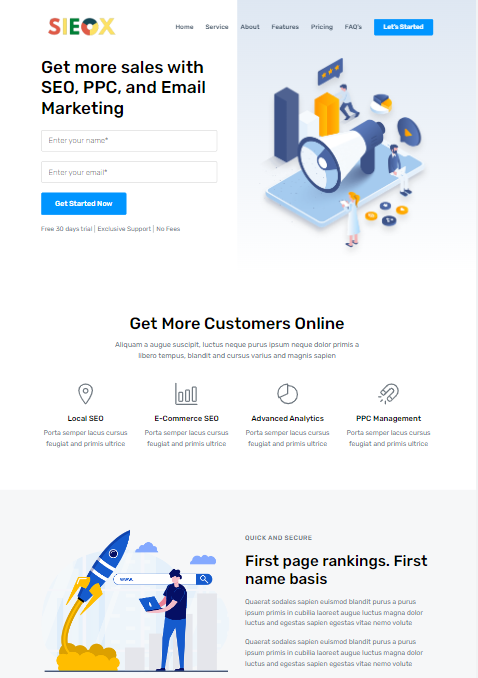 SIEOX
Home Service About Features Pricing FAQ's Let's Started
Get more sales with
SEO, PPC, and Email
Marketing
Enter your name*
Enter your email*
Get Started Now
Free 30 days trial | Exclusive Support | No Fees
Get More Customers Online
Aliquam a augue suscipit, luctus neque purus ipsum neque dolor primis a
libero tempus, blandit and cursus varius and magnis sapien
Local SEO
Porta semper lacus cursus
feugiat and primis ultrice
E-Commerce SEO
Porta semper lacus cursus
feugiat and primis ultrice
Advanced Analytics
Porta semper lacus cursus
feugiat and primis ultrice
PPC Management
Porta semper lacus cursus
feugiat and primis ultrice
www.
QUICK AND SECURE
First page rankings. First
name basis
Quaerat sodales sapien euismod blandit purus a purus
ipsum primis in cubilia laoreet augue luctus magna dolor
luctus and egestas sapien egestas vitae nemo volute
Quaerat sodales sapien euismod blandit purus a purus
ipsum primis in cubilia laoreet augue luctus magna dolor
luctus and egestas sapien egestas vitae nemo volute